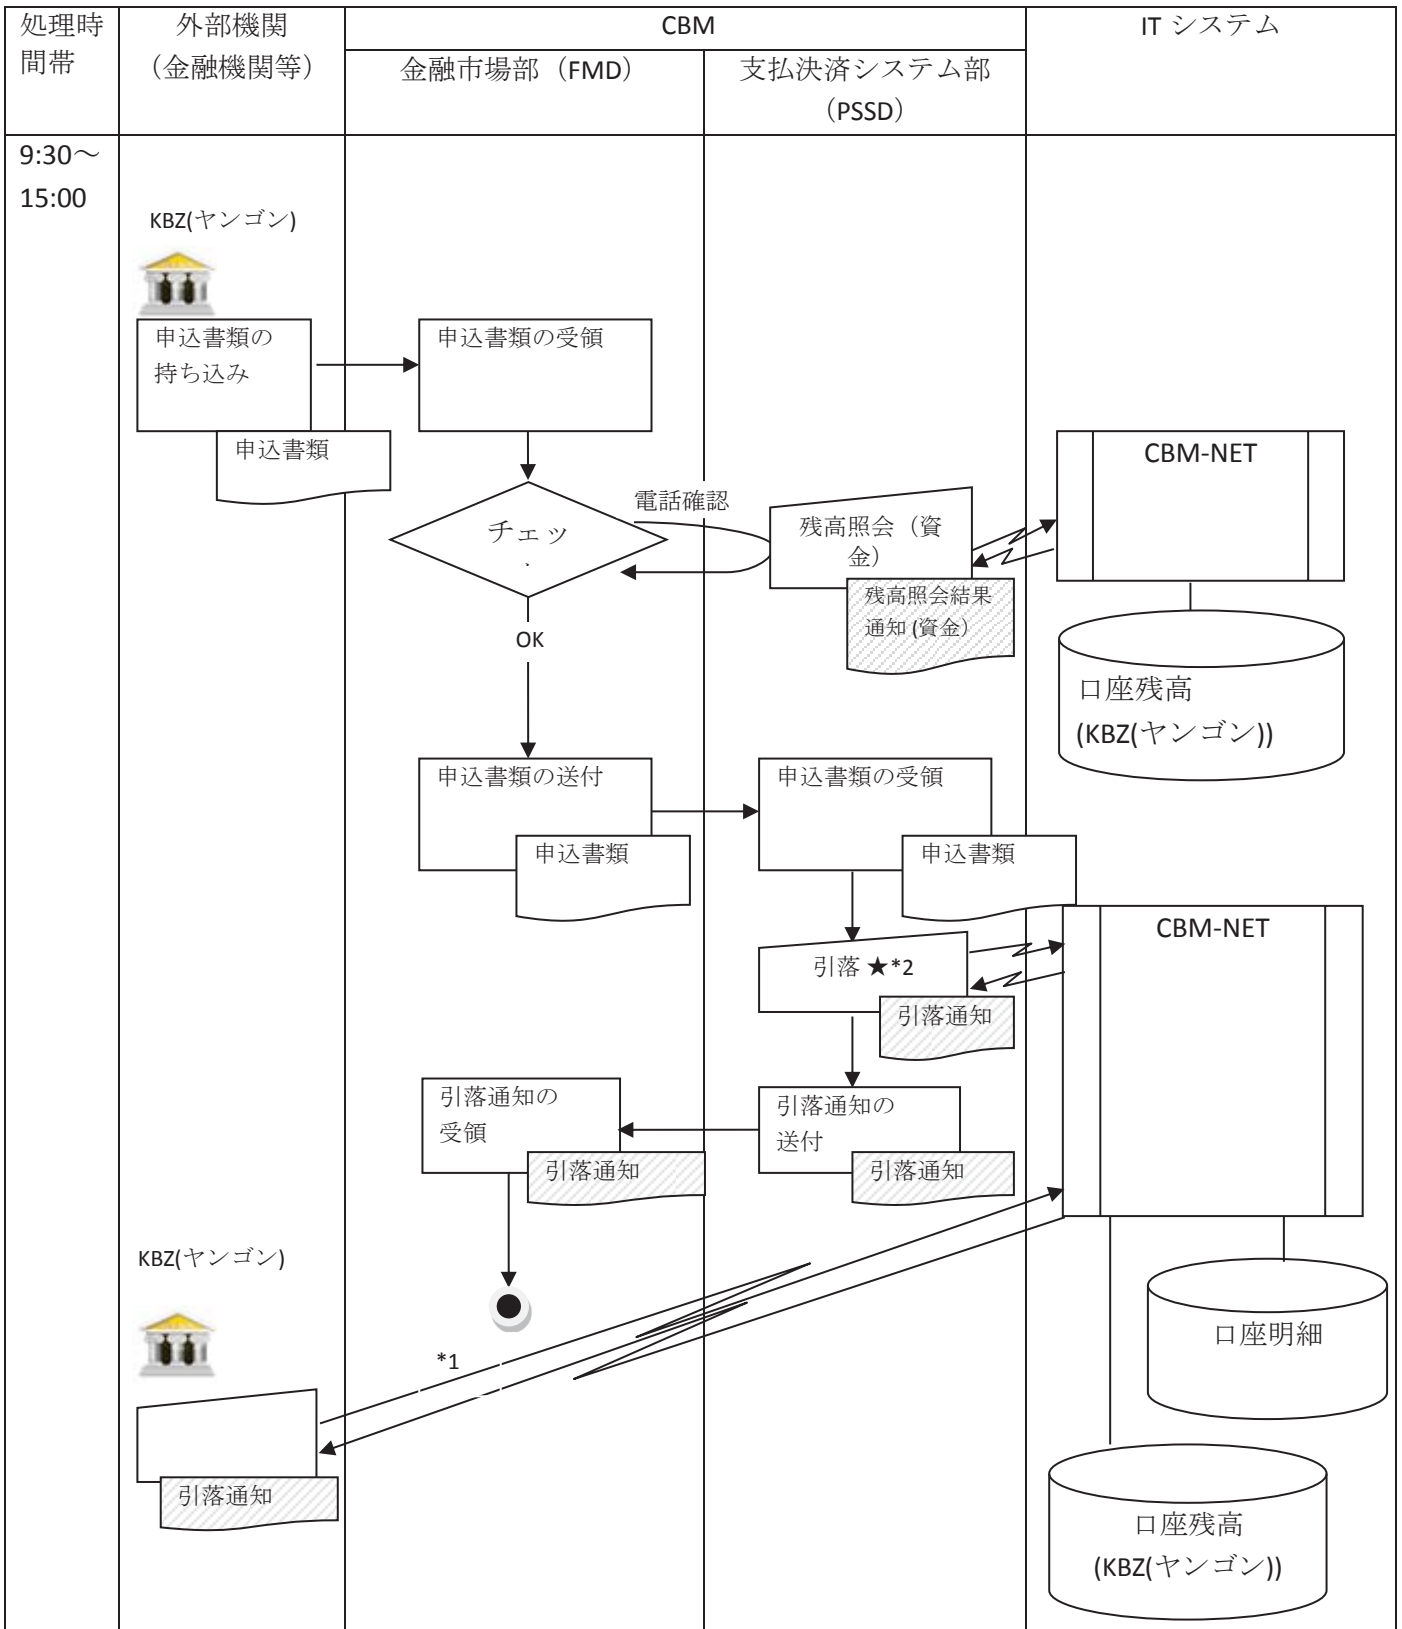 処理時
間帯
外部機関
（金融機関等）
CBM
金融市場部（FMD）
支払決済システム部
（PSSD）
IT システム
9:30～
15:00
KBZ(ヤンゴン)
申込書類の
持ち込み
申込書類
申込書類の受領
チェッ
電話確認
残高照会（資
金）
残高照会結果
通知 (資金）
CBM-NET
口座残高
(KBZ(ヤンゴン))
OK
申込書類の送付
申込書類
申込書類の受領
申込書類
引落 ★*2
引落通知
CBM-NET
引落通知の
送付
引落通知
引落通知の
受領
引落通知
KBZ(ヤンゴン)
*1
引落通知
口座明細
口座残高
(KBZ(ヤンゴン))